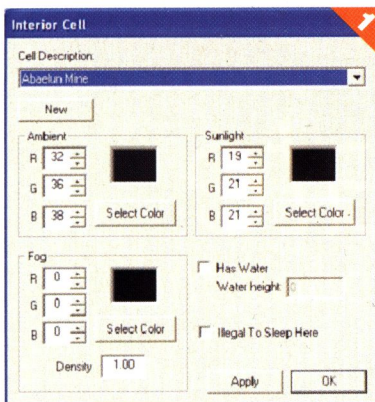 Interior Cell
1
Cell Description:
Abaelun Mine
New
Ambient
R 32
G 36
B 38
Select Color
Sunlight
R 19
G 21
B 21
Select Color
Fog
R 0
G 0
B 0
Select Color
Density 1.00
Has Water
Water height: 0
Illegal To Sleep Here
Apply OK